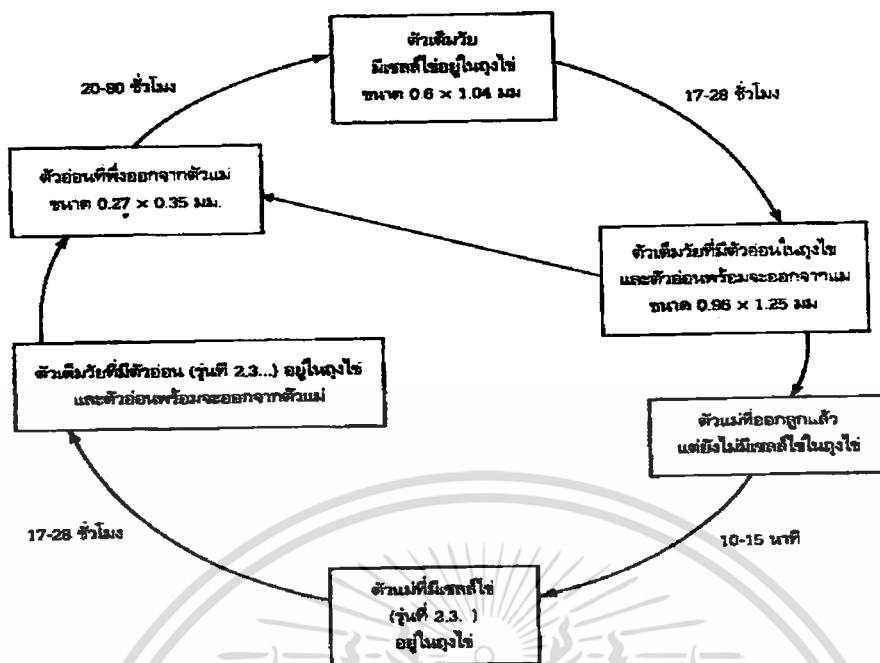 ตัวเต็มวัย
มีเซลล์ไข่อยู่ในถุงไข่
ขนาด 0.6 × 1.04 มม
20-80 ชั่วโมง
17-28 ชั่วโมง
ตัวอ่อนที่พึ่งออกจากตัวแม่
ขนาด 0.27 × 0.35 มม.
ตัวเต็มวัยที่มีตัวอ่อนในถุงไข่
และตัวอ่อนพร้อมจะออกจากแม่
ขนาด 0.96 × 1.25 มม
ตัวเต็มวัยที่มีตัวอ่อน (รุ่นที่ 2,3...) อยู่ในถุงไข่
และตัวอ่อนพร้อมจะออกจากตัวแม่
ตัวแม่ที่ออกลูกแล้ว
แต่ยังไม่มีเซลล์ไข่ในถุงไข่
17-28 ชั่วโมง
10-15 นาที
ตัวแม่ที่มีเซลล์ไข่
(รุ่นที่ 2.3. )
อยู่ในถุงไข่